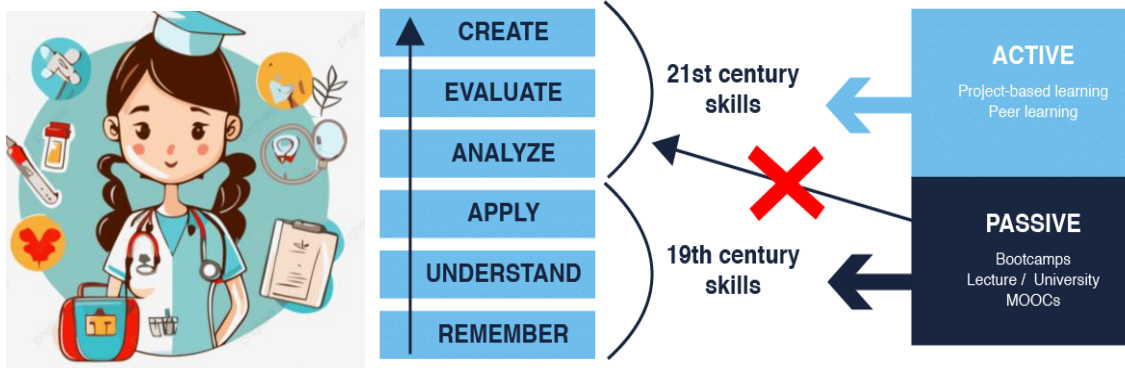 CREATE
EVALUATE
ANALYZE
APPLY
UNDERSTAND
REMEMBER
21st century
skills
19th century
skills
ACTIVE
Project-based learning
Peer learning
PASSIVE
Bootcamps
Lecture / University
MOOCs